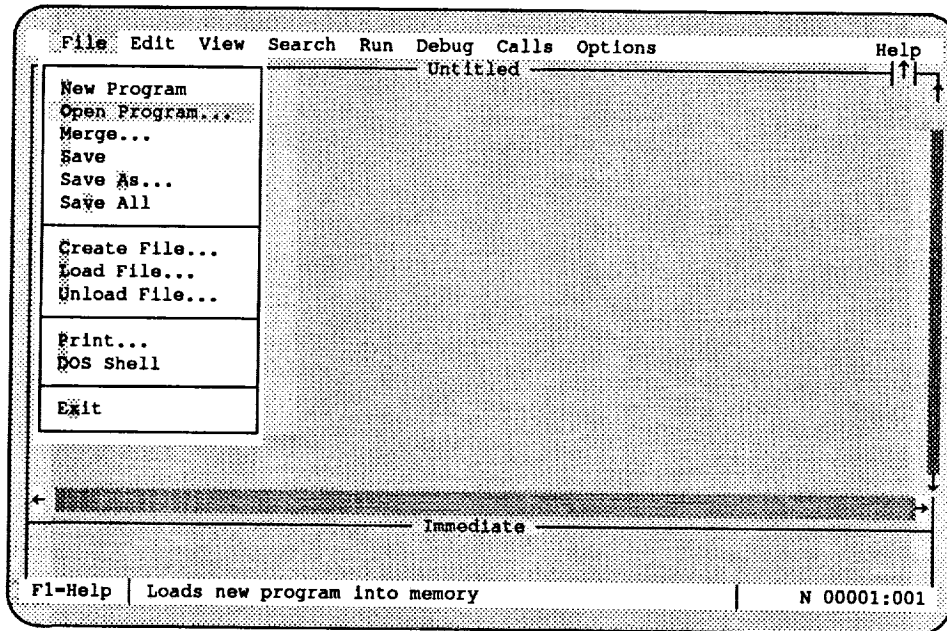 File Edit View Search Run Debug Calls Options Help
Untitled
New Program
Open Program...
Merge...
Save
Save As...
Save All
Create File...
Load File...
Unload File...
Print...
DOS Shell
Exit
Immediate
F1=Help Loads new program into memory N 00001:001